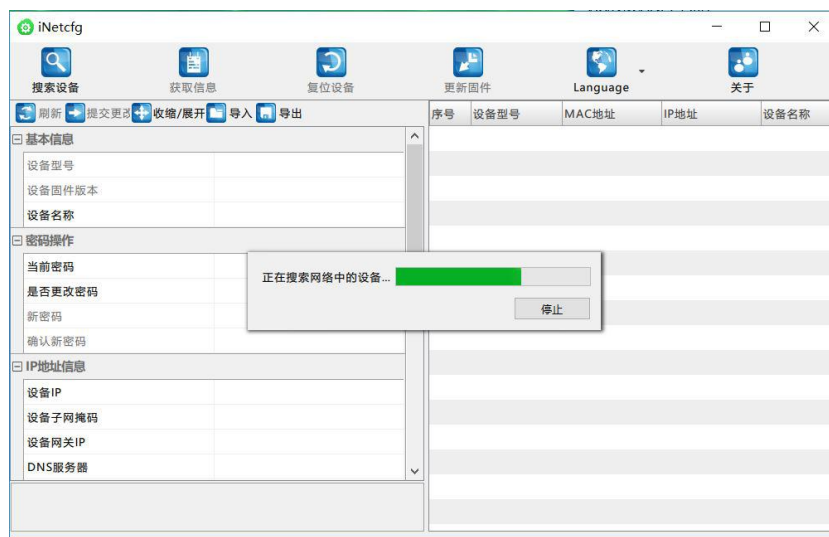 iNetcfg
搜索设备 获取信息 复位设备 更新固件 Language 关于
刷新 提交更改 收缩/展开 导入 导出
序号 设备型号 MAC地址 IP地址 设备名称
基本信息
设备型号
设备固件版本
设备名称
密码操作
当前密码
是否更改密码
新密码
确认新密码
正在搜索网络中的设备...
停止
IP地址信息
设备IP
设备子网掩码
设备网关IP
DNS服务器